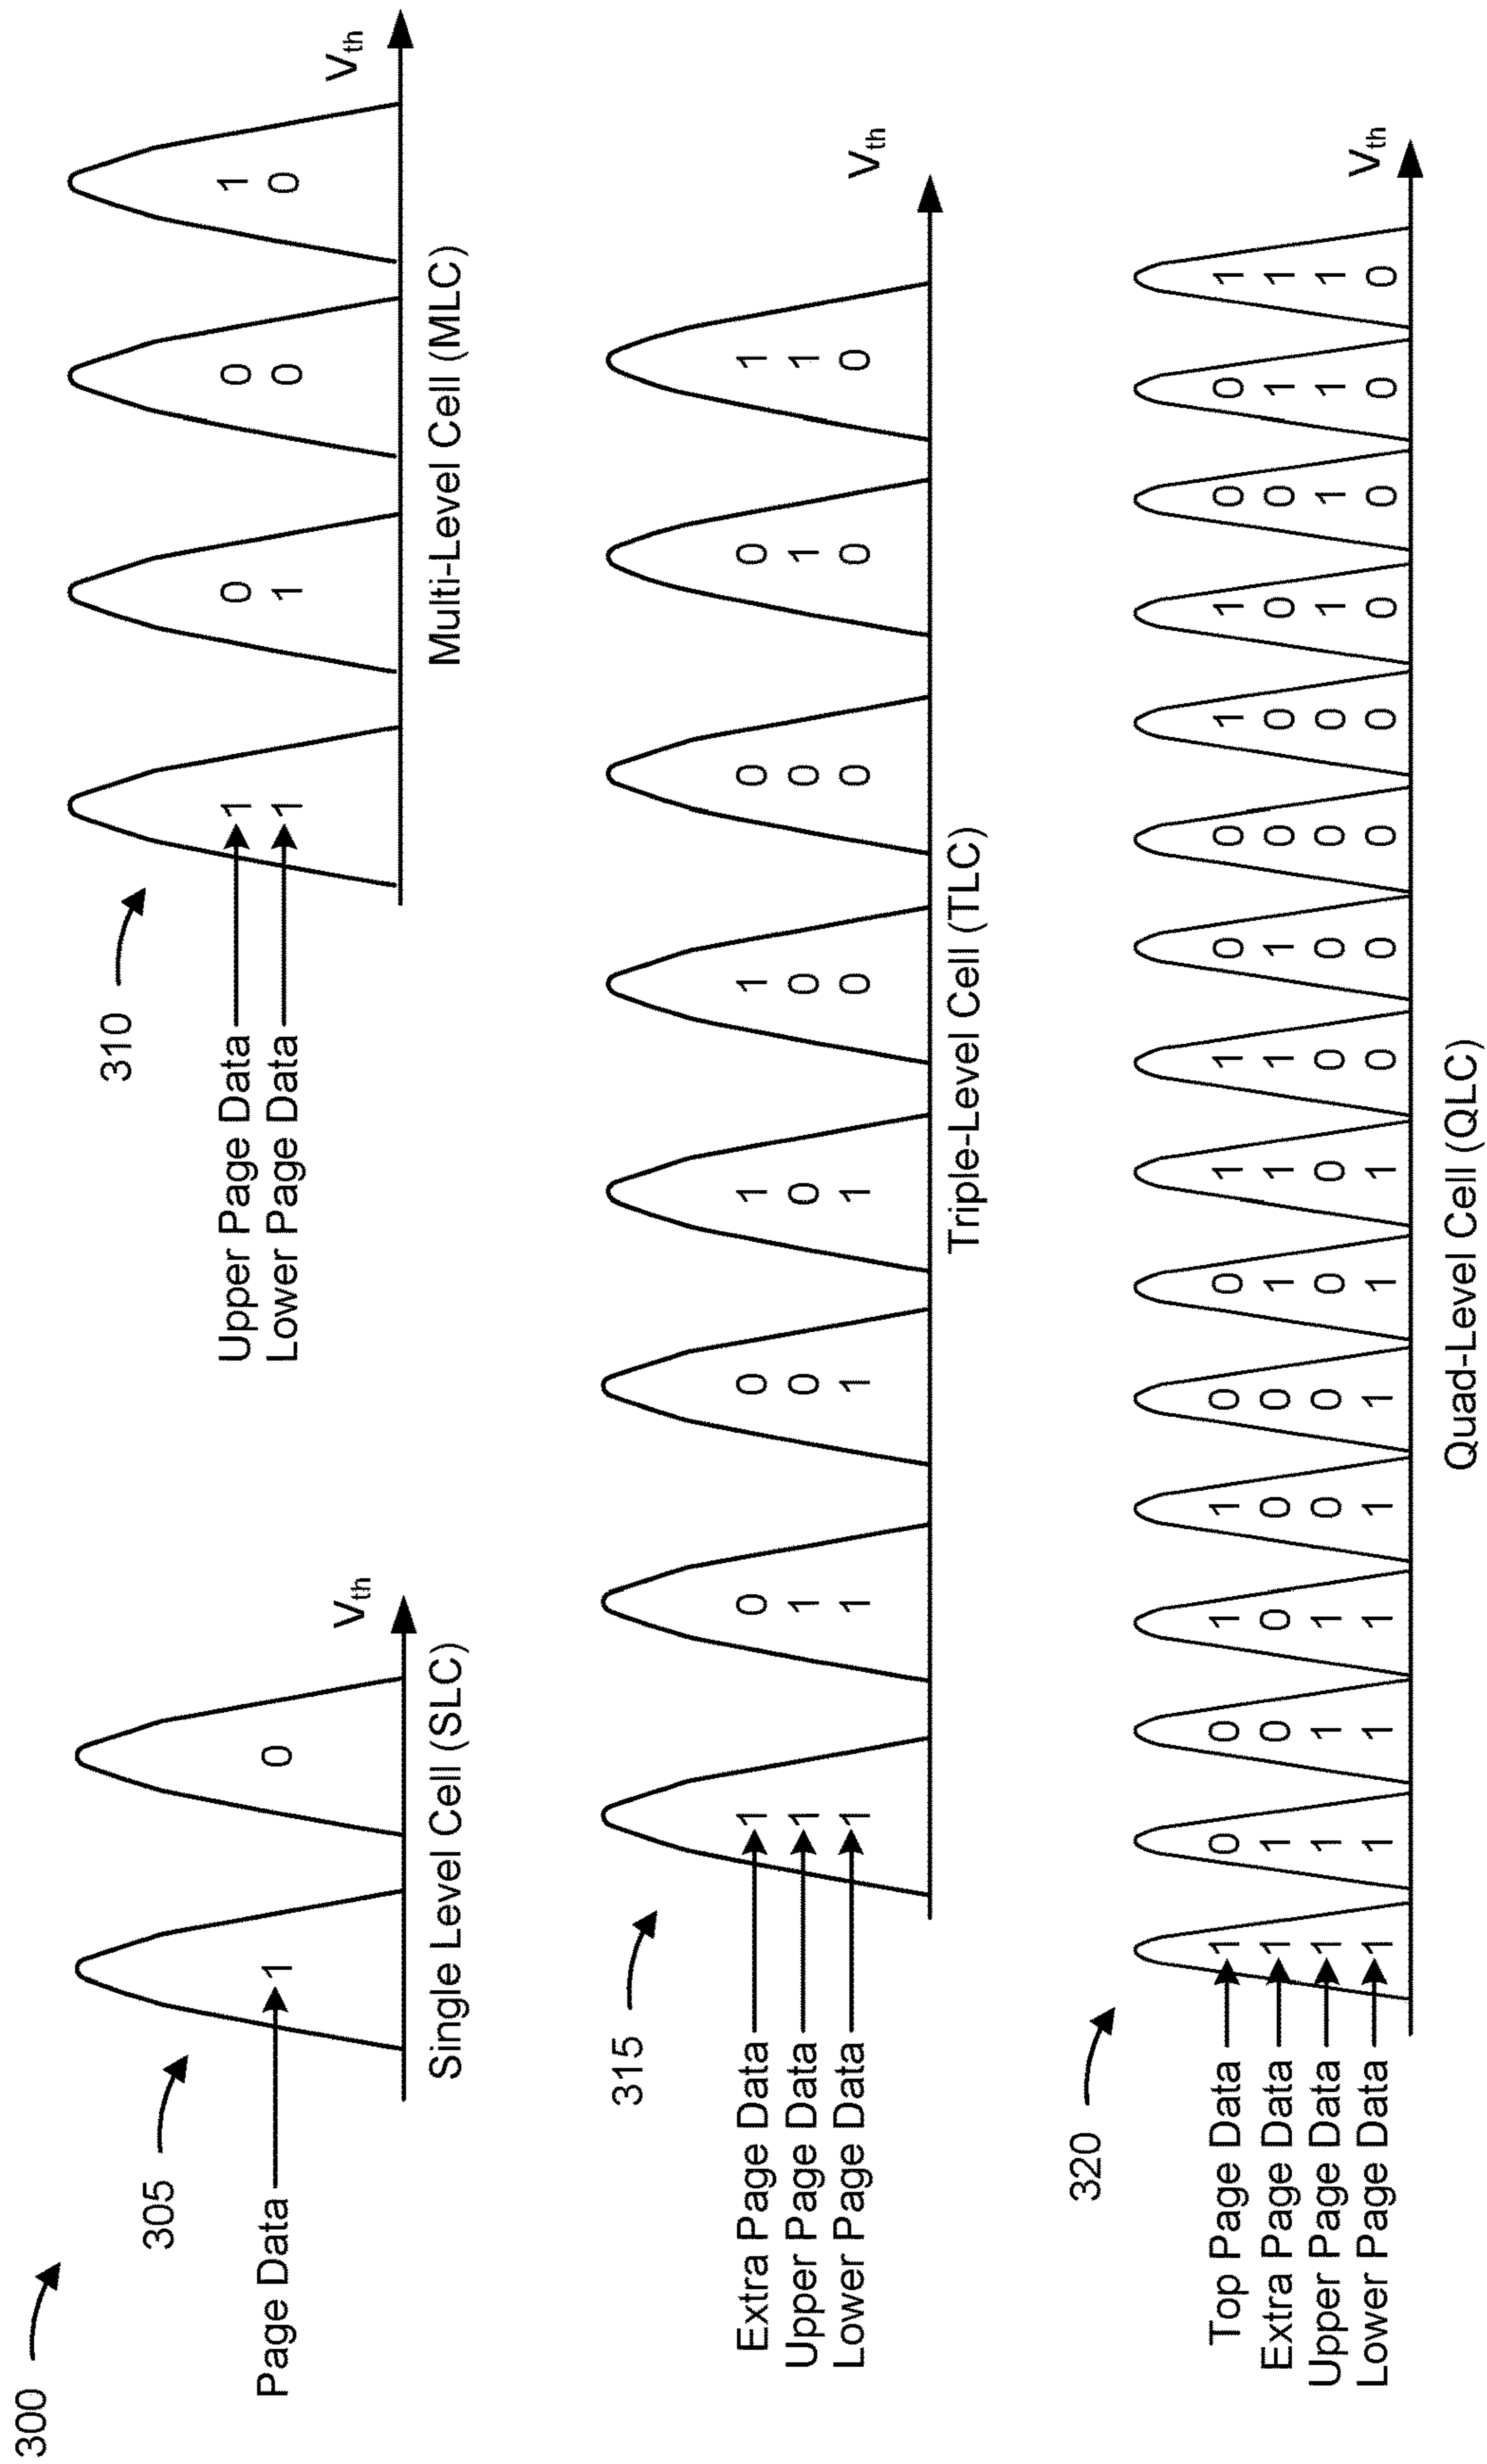 300
305
Page Data 1 0
V_th
Single Level Cell (SLC)
310
Upper Page Data 1 0 0 1
Lower Page Data 1 1 0 0
V_th
Multi-Level Cell (MLC)
315
Extra Page Data 1 0 0 1 1 0 0 1
Upper Page Data 1 1 0 0 0 0 1 1
Lower Page Data 1 1 1 1 0 0 0 0
V_th
Triple-Level Cell (TLC)
320
Top Page Data 1 0 0 1 1 0 0 1 1 0 0 1 1 0 0 1
Extra Page Data 1 1 0 0 0 0 1 1 1 1 0 0 0 0 1 1
Upper Page Data 1 1 1 1 0 0 0 0 0 0 0 0 1 1 1 1
Lower Page Data 1 1 1 1 1 1 1 1 0 0 0 0 0 0 0 0
V_th
Quad-Level Cell (QLC)